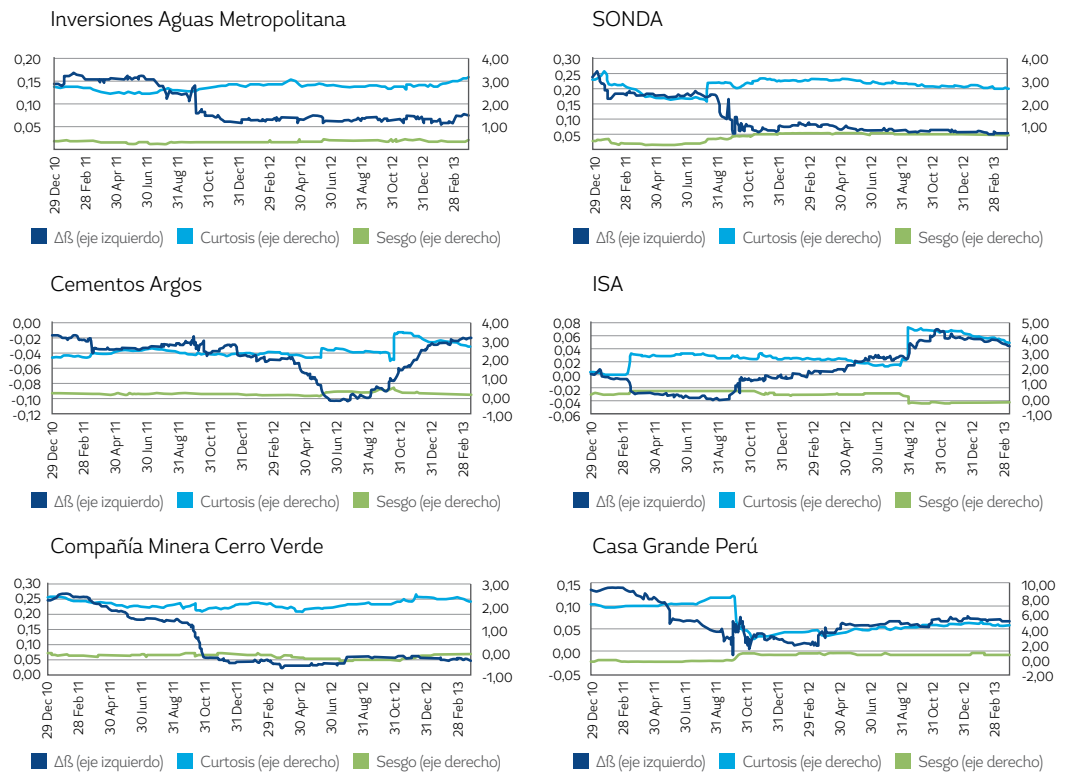 Inversiones Aguas Metropolitana
0,20
0,15
0,10
0,05
4,00
3,00
2,00
1,00
29 Dec 10
28 Feb 11
30 Apr 11
30 Jun 11
31 Aug 11
31 Oct 11
31 Dec11
29 Feb 12
30 Apr 12
30 Jun 12
31 Aug 12
31 Oct 12
31 Dec 12
28 Feb 13
Δß (eje izquierdo) Curtosis (eje derecho) Sesgo (eje derecho)
SONDA
0,30
0,25
0,20
0,15
0,10
0,05
4,00
3,00
2,00
1,00
29 Dec 10
28 Feb 11
30 Apr 11
30 Jun 11
31 Aug 11
31 Oct 11
31 Dec11
29 Feb 12
30 Apr 12
30 Jun 12
31 Aug 12
31 Oct 12
31 Dec 12
28 Feb 13
Δß (eje izquierdo) Curtosis (eje derecho) Sesgo (eje derecho)
Cementos Argos
0,00
-0,02
-0,04
-0,06
-0,08
-0,10
-0,12
4,00
3,00
2,00
1,00
0,00
-1,00
29 Dec 10
28 Feb 11
30 Apr 11
30 Jun 11
31 Aug 11
31 Oct 11
31 Dec11
29 Feb 12
30 Apr 12
30 Jun 12
31 Aug 12
31 Oct 12
31 Dec 12
28 Feb 13
Δß (eje izquierdo) Curtosis (eje derecho) Sesgo (eje derecho)
ISA
0,08
0,06
0,04
0,02
0,00
-0,02
-0,04
-0,06
5,00
4,00
3,00
2,00
1,00
0,00
-1,00
29 Dec 10
28 Feb 11
30 Apr 11
30 Jun 11
31 Aug 11
31 Oct 11
31 Dec11
29 Feb 12
30 Apr 12
30 Jun 12
31 Aug 12
31 Oct 12
31 Dec 12
28 Feb 13
Δß (eje izquierdo) Curtosis (eje derecho) Sesgo (eje derecho)
Compañía Minera Cerro Verde
0,30
0,25
0,20
0,15
0,10
0,05
0,00
3,00
2,00
1,00
0,00
-1,00
29 Dec 10
28 Feb 11
30 Apr 11
30 Jun 11
31 Aug 11
31 Oct 11
31 Dec11
29 Feb 12
30 Apr 12
30 Jun 12
31 Aug 12
31 Oct 12
31 Dec 12
28 Feb 13
Δß (eje izquierdo) Curtosis (eje derecho) Sesgo (eje derecho)
Casa Grande Perú
0,15
0,10
0,05
0,00
-0,05
10,00
8,00
6,00
4,00
2,00
0,00
-2,00
29 Dec 10
28 Feb 11
30 Apr 11
30 Jun 11
31 Aug 11
31 Oct 11
31 Dec11
29 Feb 12
30 Apr 12
30 Jun 12
31 Aug 12
31 Oct 12
31 Dec 12
28 Feb 13
Δß (eje izquierdo) Curtosis (eje derecho) Sesgo (eje derecho)